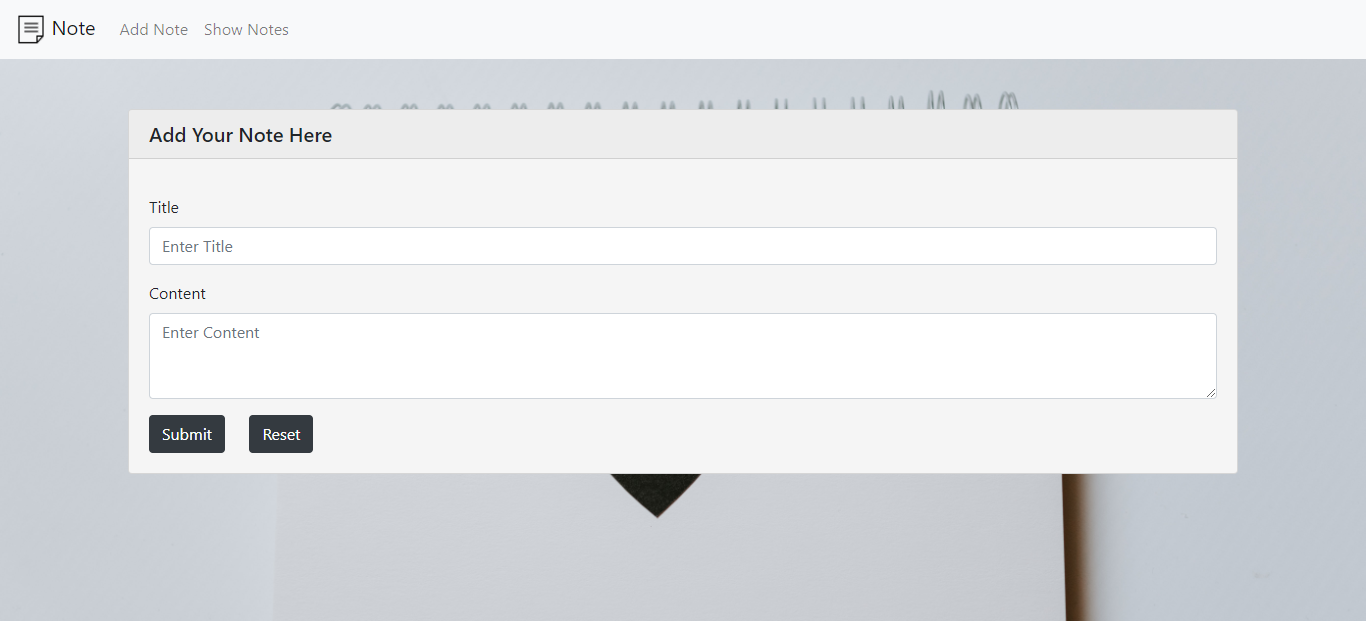 Note Add Note Show Notes
Add Your Note Here
Title
Enter Title
Content
Enter Content
Submit Reset